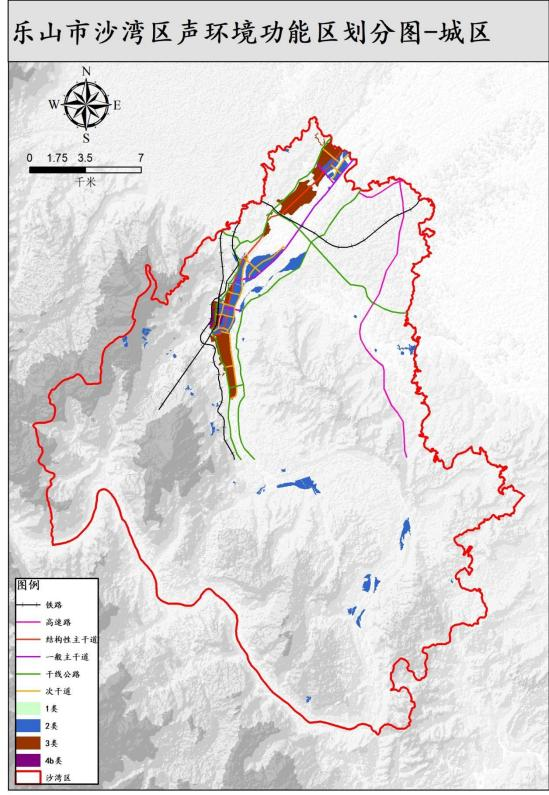 乐山市沙湾区声环境功能区划分图-城区
N
W E
S
0 1.75 3.5 7
千米
图例
铁路
高速路
结构性主干道
一般主干道
干线公路
次干道
1类
2类
3类
4b类
沙湾区